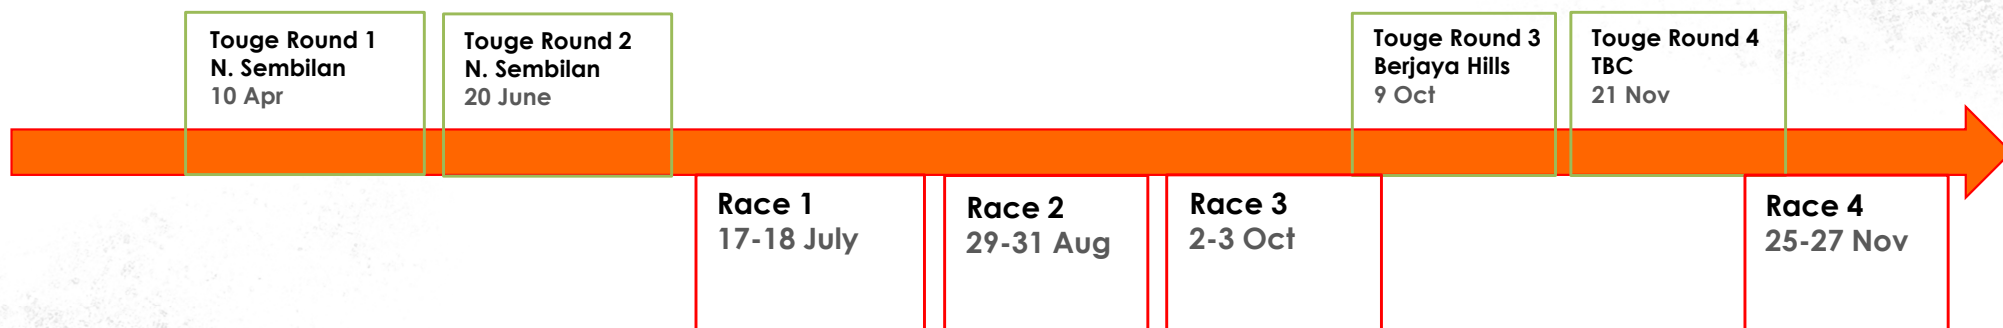 Touge Round 1
N. Sembilan
10 Apr
Touge Round 2
N. Sembilan
20 June
Touge Round 3
Berjaya Hills
9 Oct
Touge Round 4
TBC
21 Nov
Race 1
17-18 July
Race 2
29-31 Aug
Race 3
2-3 Oct
Race 4
25-27 Nov